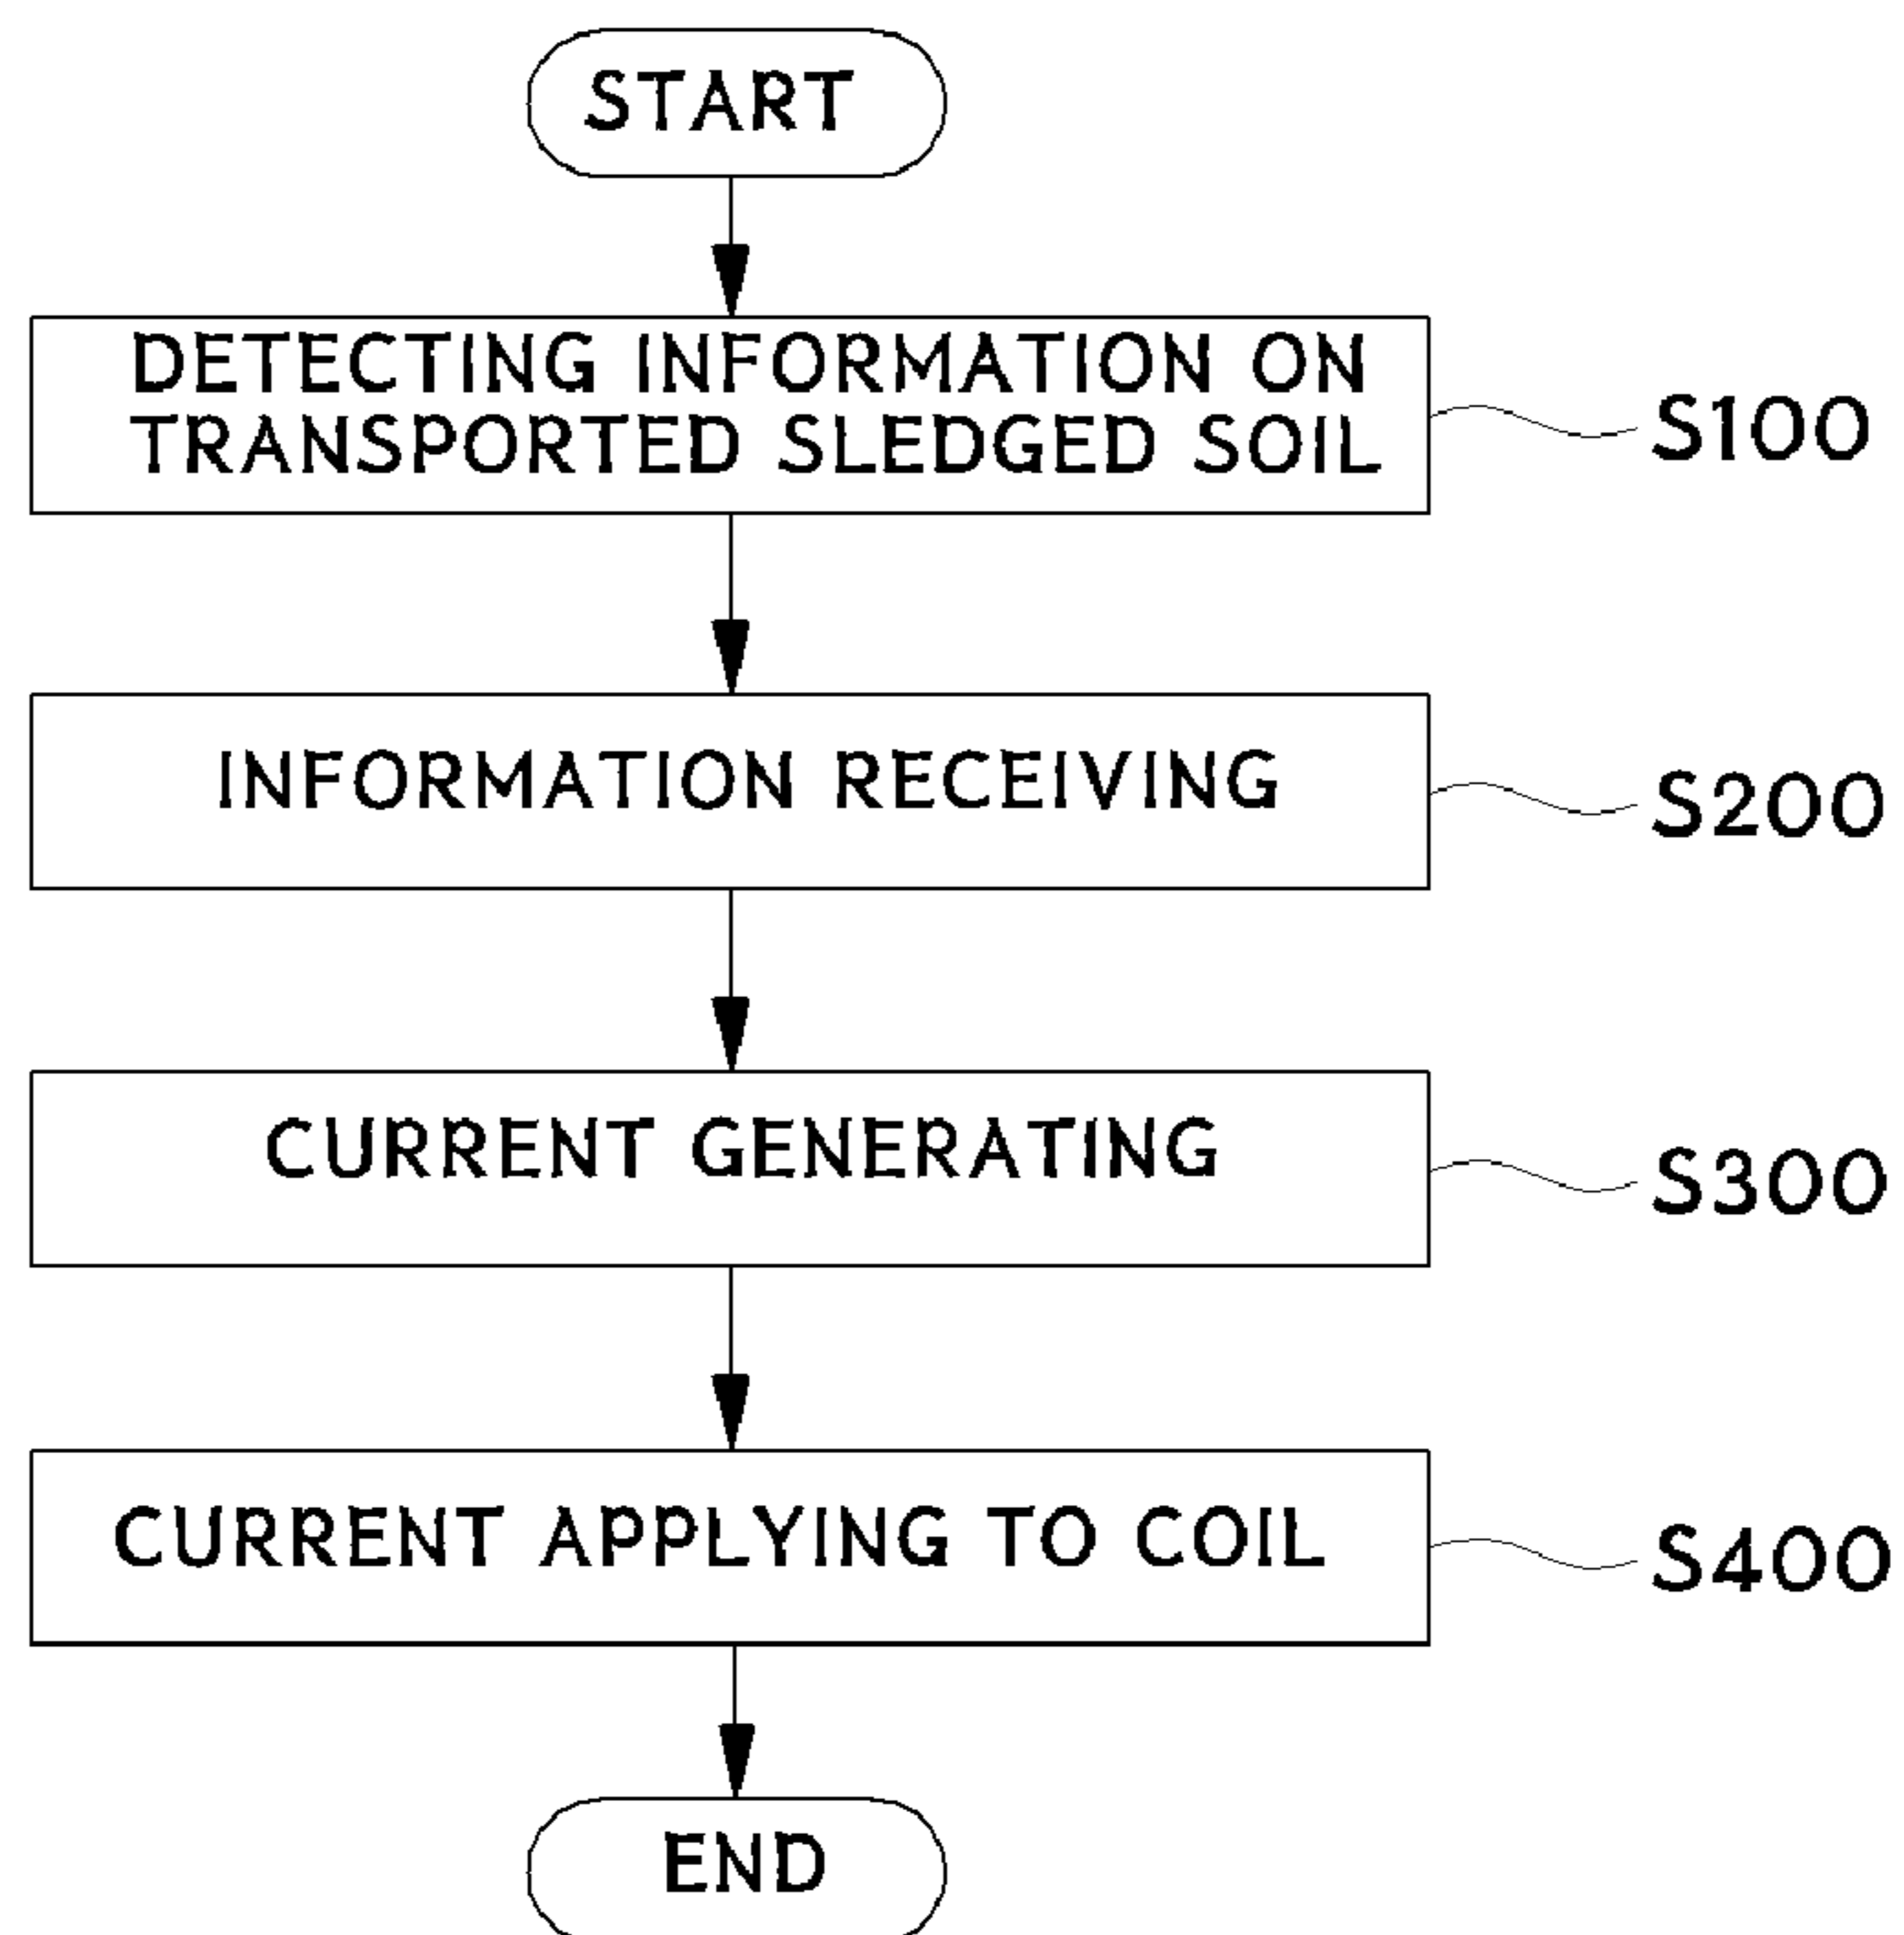 START
DETECTING INFORMATION ON
TRANSPORTED SLEDGED SOIL
S100
INFORMATION RECEIVING
S200
CURRENT GENERATING
S300
CURRENT APPLYING TO COIL
S400
END